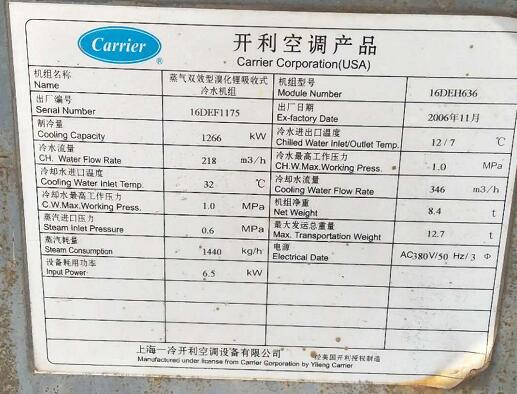 Carrier
开利空调产品
Carrier Corporation(USA)
机组名称
Name
蒸气双效型溴化锂吸收式
冷水机组
机组型号
Module Number
16DEH636
出厂编号
Serial Number
16DEF1175
出厂日期
Ex-factory Date
2006年11月
制冷量
Cooling Capacity
1266 kW
冷水进出口温度
Chilled Water Inlet/Outlet Temp.
12/7 ℃
冷水流量
CH. Water Flow Rate
218 m3/h
冷水最高工作压力
CH.W.Max.Working Press.
1.0 MPa
冷却水进口温度
Cooling Water Inlet Temp.
32 ℃
冷却水流量
Cooling Water Flow Rate
346 m3/h
冷却水最高工作压力
C.W.Max.Working Press.
1.0 MPa
机组净重
Net Weight
8.4 t
蒸汽进口压力
Steam Inlet Pressure
0.6 MPa
最大发运总重量
Max. Transportation Weight
12.7 t
蒸汽耗量
Steam Consumption
1440 kg/h
电源
Electrical Date
AC380V/50 Hz/3 Φ
设备耗用功率
Input Power
6.5 kW
上海一冷开利空调设备有限公司
经美国开利授权制造
Manufactured under license from Carrier Corporation by Yileng Carrier